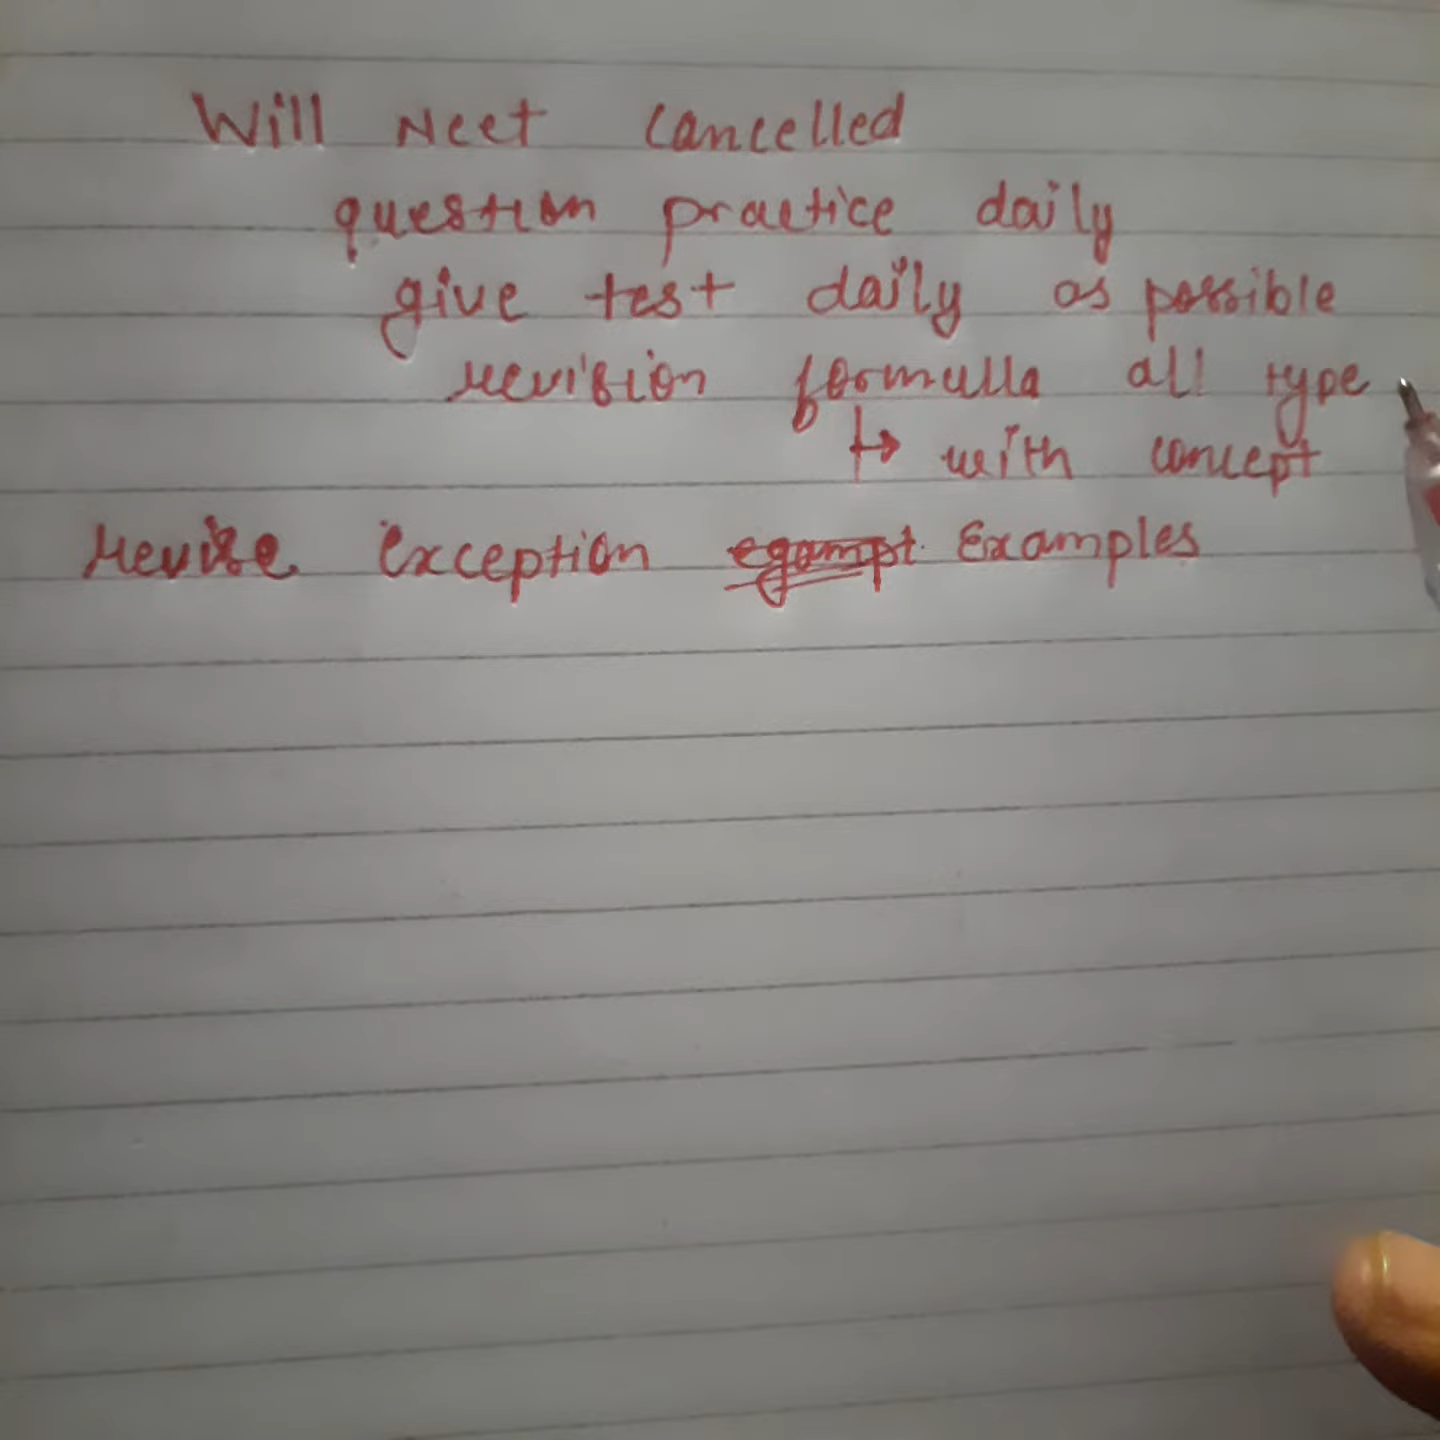 Will Neet cancelled
question practice daily
give test daily as possible
revision formulla all type
↳ with concept
revise exception Examples